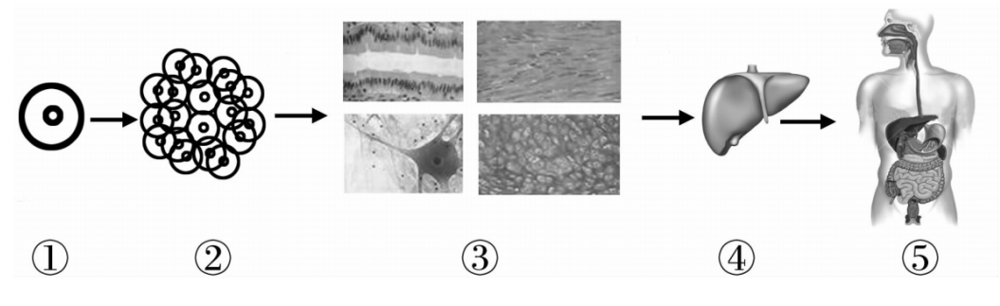 ① ② ③ ④ ⑤